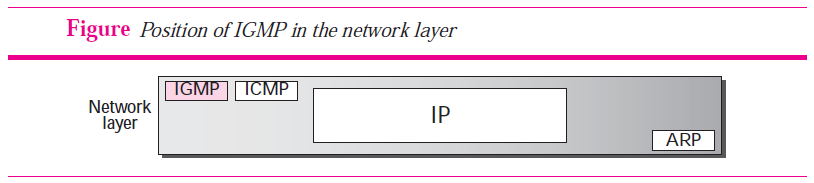 Figure Position of IGMP in the network layer
IGMP ICMP
Network
layer
IP
ARP